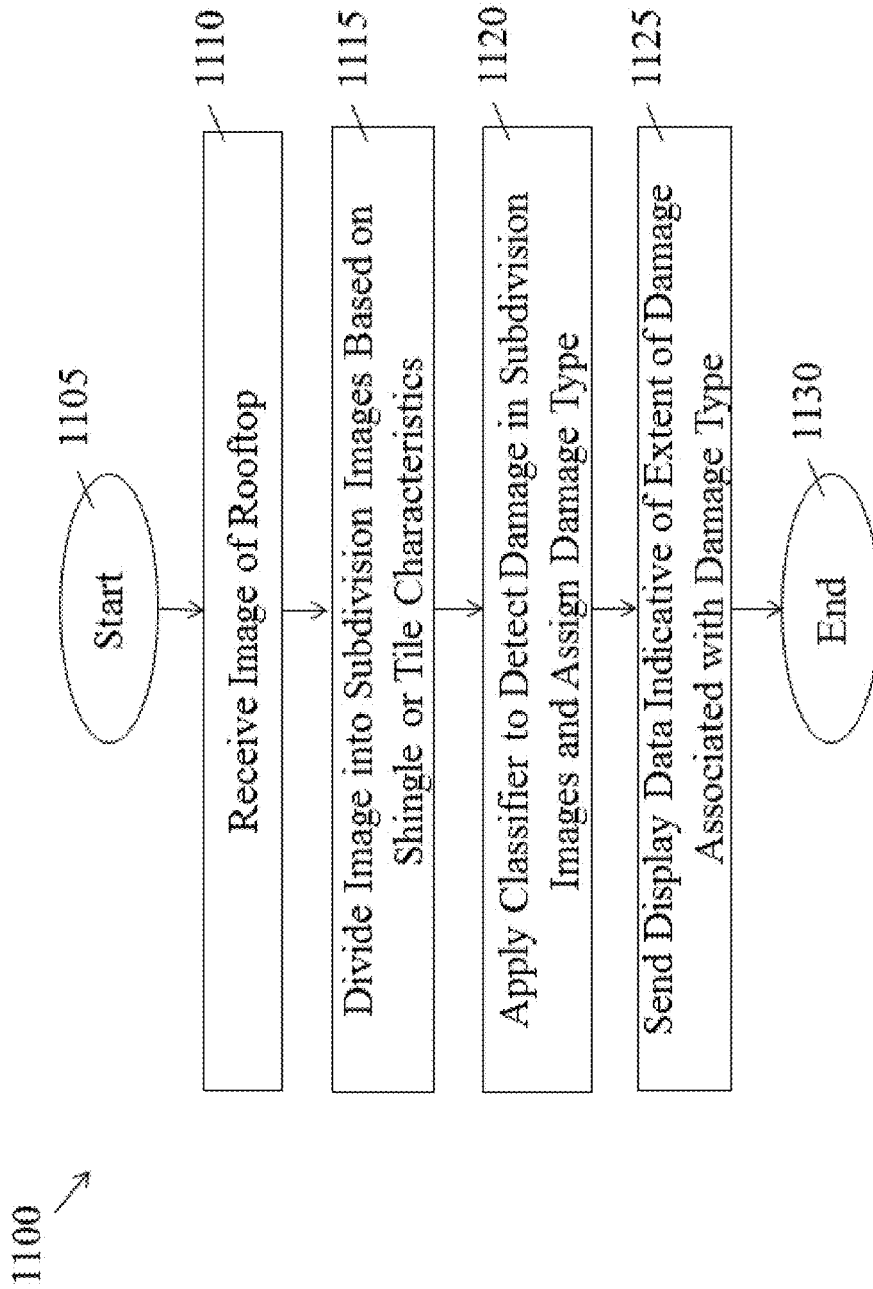 1100
Start
1105
Receive Image of Rooftop
1110
Divide Image into Subdivision Images Based on
Shingle or Tile Characteristics
1115
Apply Classifier to Detect Damage in Subdivision
Images and Assign Damage Type
1120
Send Display Data Indicative of Extent of Damage
Associated with Damage Type
1125
End
1130